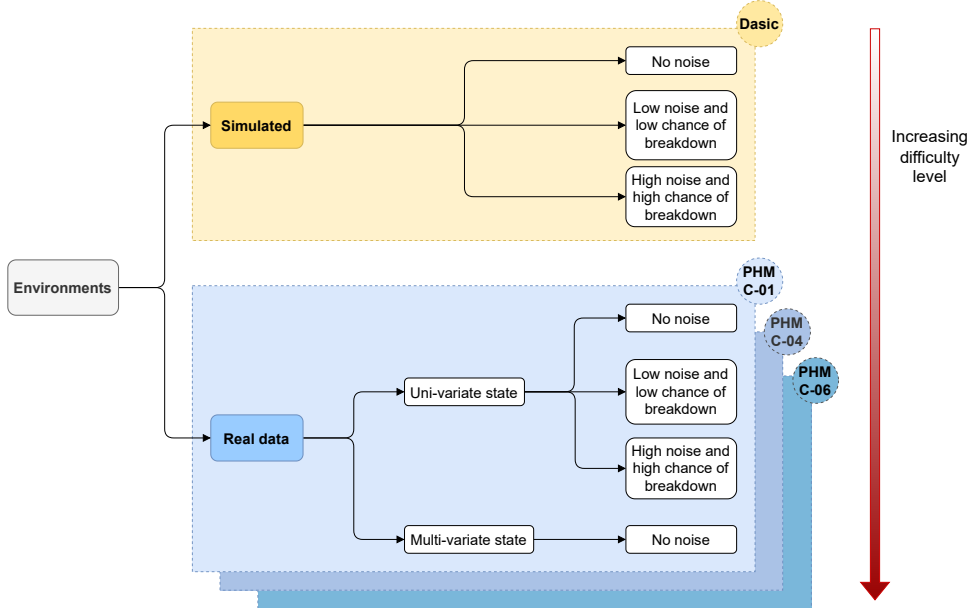 Dasic
No noise
Low noise and
low chance of
breakdown
Simulated
High noise and
high chance of
breakdown
Increasing
difficulty
level
Environments
PHM
C-01
No noise
PHM
C-04
Low noise and
low chance of
breakdown
PHM
C-06
Uni-variate state
Real data
High noise and
high chance of
breakdown
Multi-variate state
No noise